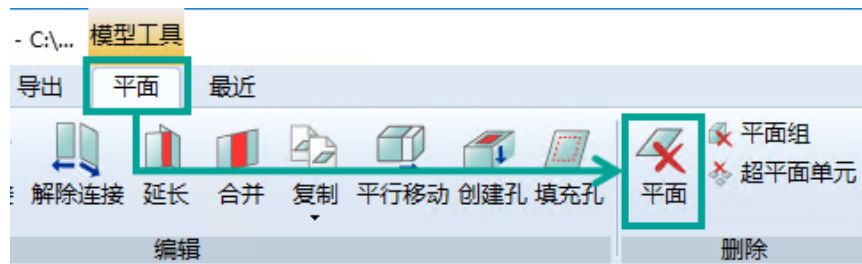 - C:\... 模型工具
导出 平面 最近
解除连接 延长 合并 复制 平行移动 创建孔 填充孔 平面 平面组
超平面单元
编辑 删除